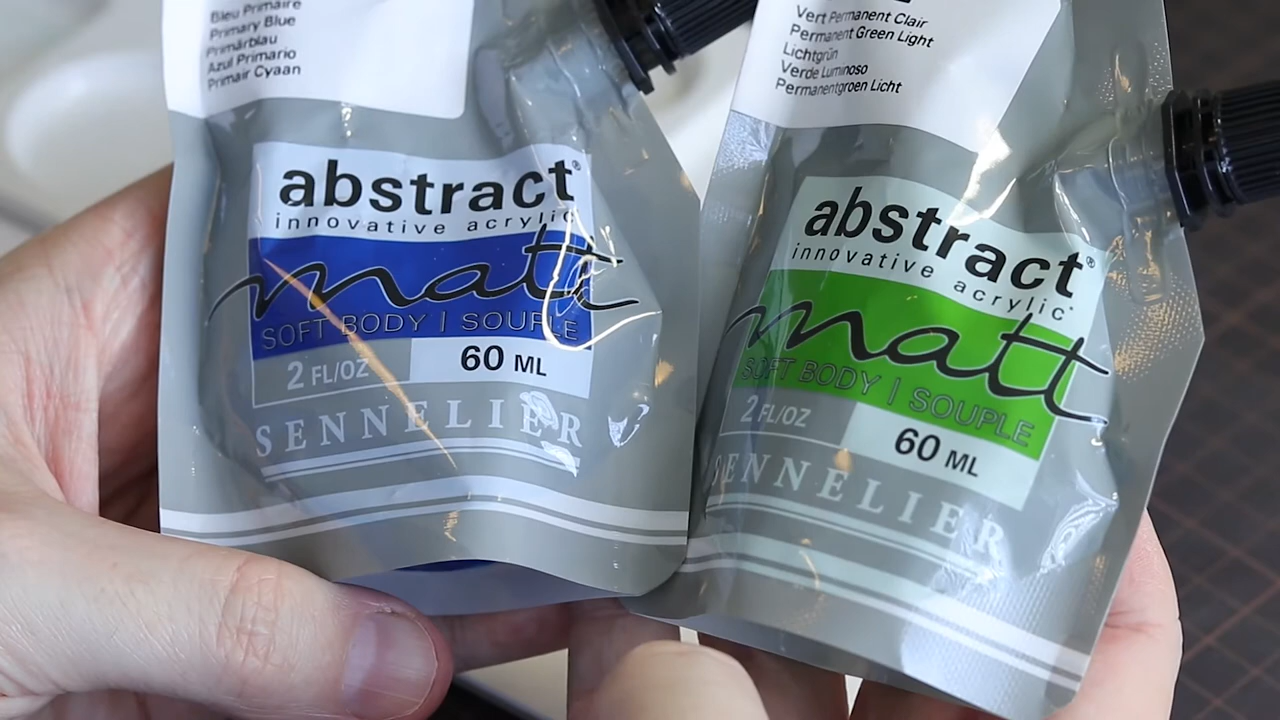 Bleu Primaire
Primary Blue
Primärblau
Azul Primario
Primair Cyaan
abstract®
innovative acrylic
matt
SOFT BODY | SOUPLE
2 FL/OZ
60 ML
SENNELIER
Vert Permanent Clair
Permanent Green Light
Lichtgrün
Verde Luminoso
Permanentgroen Licht
abstract®
innovative acrylic
matt
SOFT BODY | SOUPLE
2 FL/OZ
60 ML
SENNELIER